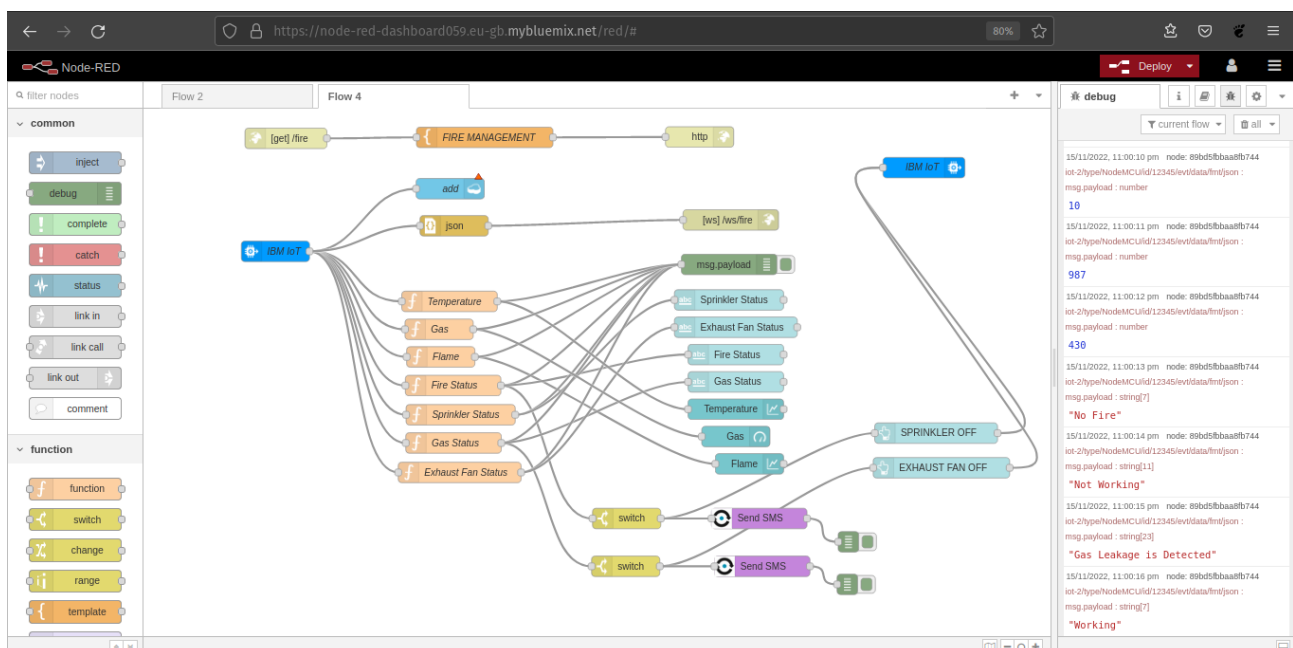 https://node-red-dashboard059.eu-gb.mybluemix.net/red/#
80%
Node-RED
Deploy
filter nodes
common
inject
debug
complete
catch
status
link in
link call
link out
comment
function
function
switch
change
range
template
Flow 2
Flow 4
[get] /fire
FIRE MANAGEMENT
http
IBM IoT
add
json
[ws] /ws/fire
IBM IoT
msg.payload
Temperature
Sprinkler Status
Gas
Exhaust Fan Status
Flame
Fire Status
Fire Status
Gas Status
Sprinkler Status
Temperature
Gas Status
Gas
SPRINKLER OFF
Exhaust Fan Status
Flame
EXHAUST FAN OFF
switch
Send SMS
switch
Send SMS
debug
current flow
all
15/11/2022, 11:00:10 pm node: 89bd5fbbaa8fb744
iot-2/type/NodeMCU/id/12345/evt/data/fmt/json :
msg.payload : number
10
15/11/2022, 11:00:11 pm node: 89bd5fbbaa8fb744
iot-2/type/NodeMCU/id/12345/evt/data/fmt/json :
msg.payload : number
987
15/11/2022, 11:00:12 pm node: 89bd5fbbaa8fb744
iot-2/type/NodeMCU/id/12345/evt/data/fmt/json :
msg.payload : number
430
15/11/2022, 11:00:13 pm node: 89bd5fbbaa8fb744
iot-2/type/NodeMCU/id/12345/evt/data/fmt/json :
msg.payload : string[7]
"No Fire"
15/11/2022, 11:00:14 pm node: 89bd5fbbaa8fb744
iot-2/type/NodeMCU/id/12345/evt/data/fmt/json :
msg.payload : string[11]
"Not Working"
15/11/2022, 11:00:15 pm node: 89bd5fbbaa8fb744
iot-2/type/NodeMCU/id/12345/evt/data/fmt/json :
msg.payload : string[23]
"Gas Leakage is Detected"
15/11/2022, 11:00:16 pm node: 89bd5fbbaa8fb744
iot-2/type/NodeMCU/id/12345/evt/data/fmt/json :
msg.payload : string[7]
"Working"